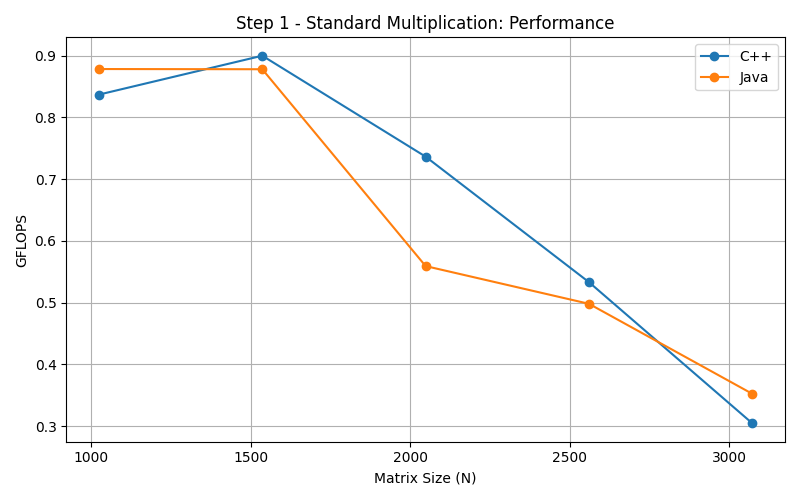 Step 1 - Standard Multiplication: Performance
C++
Java
GFLOPS
0.9
0.8
0.7
0.6
0.5
0.4
0.3
1000 1500 2000 2500 3000
Matrix Size (N)